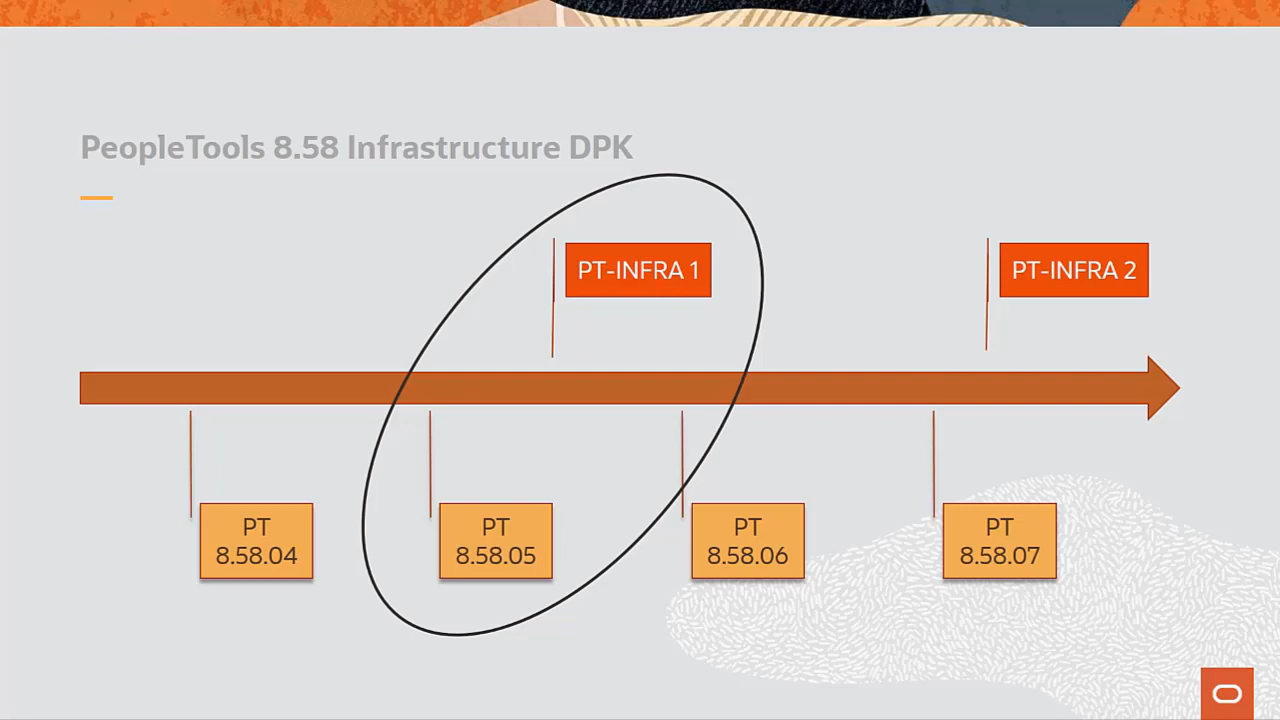 PeopleTools 8.58 Infrastructure DPK
PT-INFRA 1
PT-INFRA 2
PT
8.58.04
PT
8.58.05
PT
8.58.06
PT
8.58.07